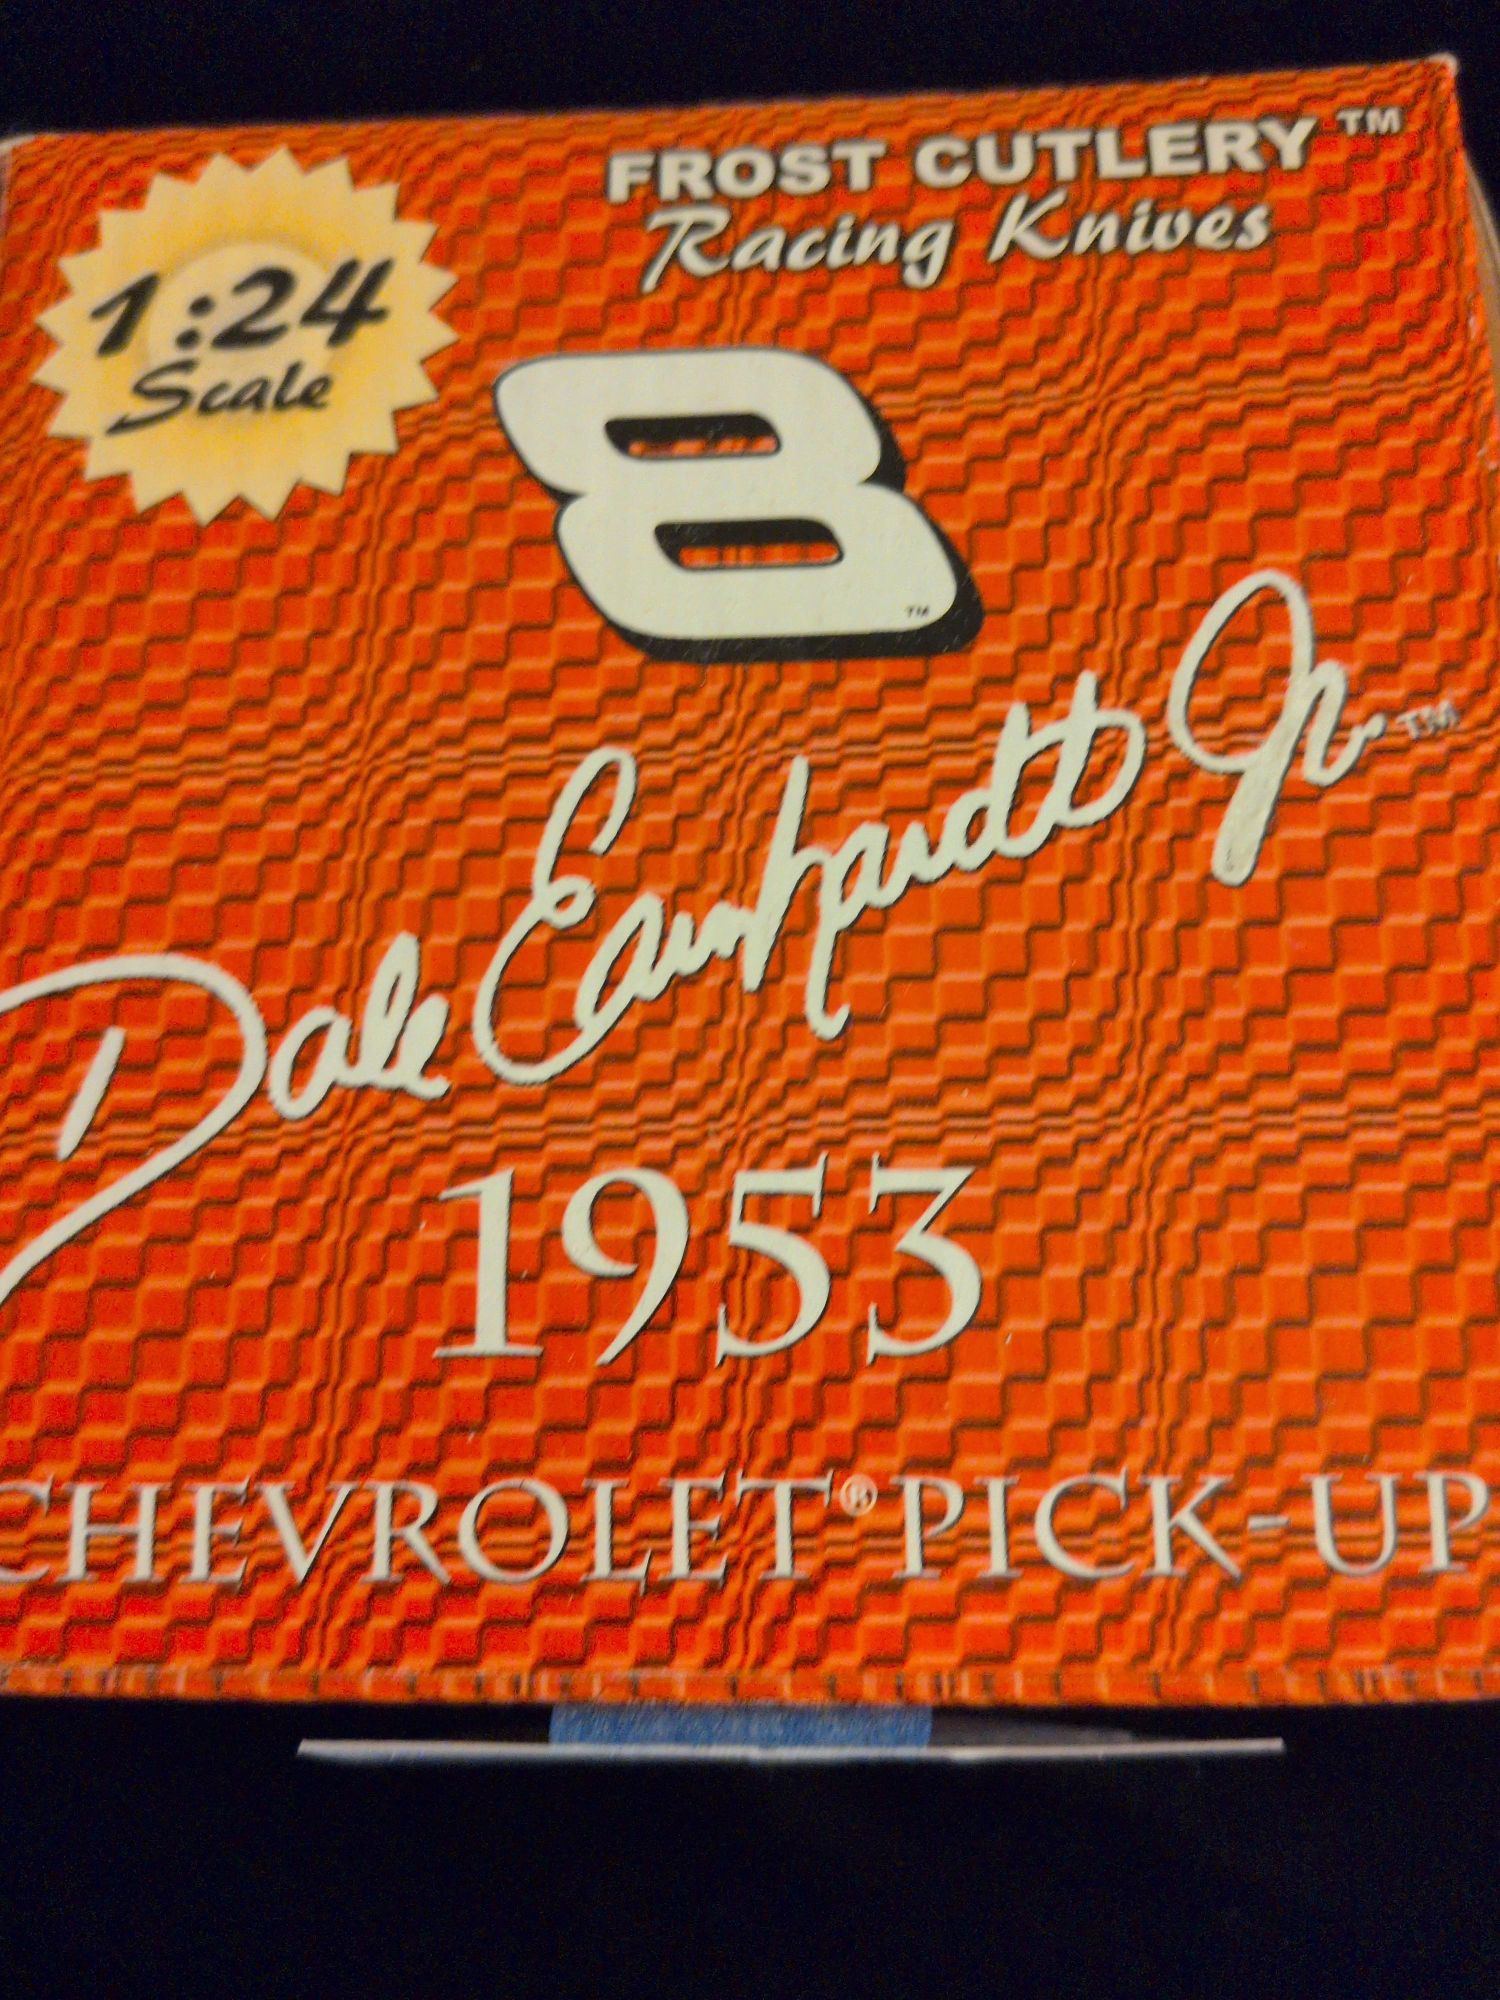 FROST CUTLERY™
Racing Knives
1:24
Scale
8™
Dale Earnhardt Jr.™
1953
CHEVROLET® PICK-UP